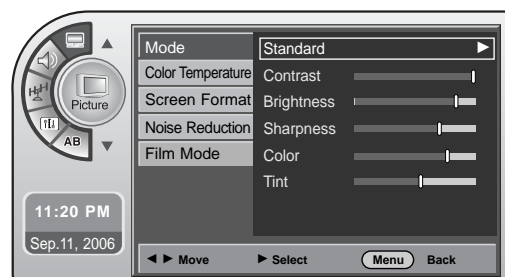 Picture
AB
11:20 PM
Sep.11, 2006
Mode
Color Temperature
Screen Format
Noise Reduction
Film Mode
Standard
Contrast
Brightness
Sharpness
Color
Tint
Move
Select
Menu
Back